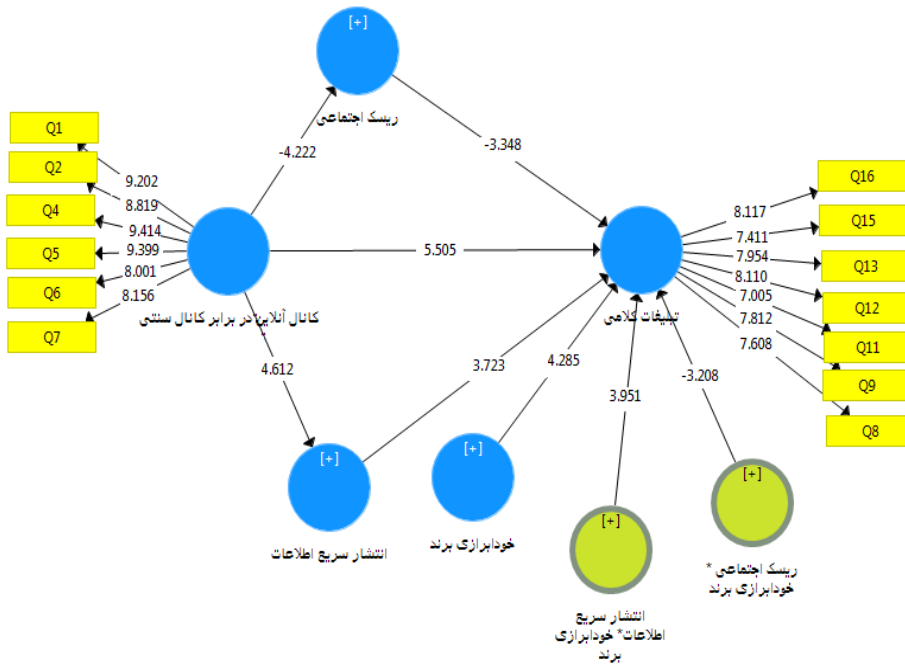 [+]
ریسک اجتماعی
-4.222
-3.348
Q1
Q2
Q4
Q5
Q6
Q7
9.202
8.819
9.414
9.399
8.001
8.156
کانال آنلاین در برابر کانال سنتی
5.505
تبلیغات کلامی
8.117
7.411
7.954
8.110
7.005
7.812
7.608
Q16
Q15
Q13
Q12
Q11
Q9
Q8
4.612
3.723
4.285
3.951
-3.208
[+]
انتشار سریع اطلاعات
[+]
خودابرازی برند
[+]
انتشار سریع
اطلاعات* خودابرازی
برند
[+]
ریسک اجتماعی *
خودابرازی برند